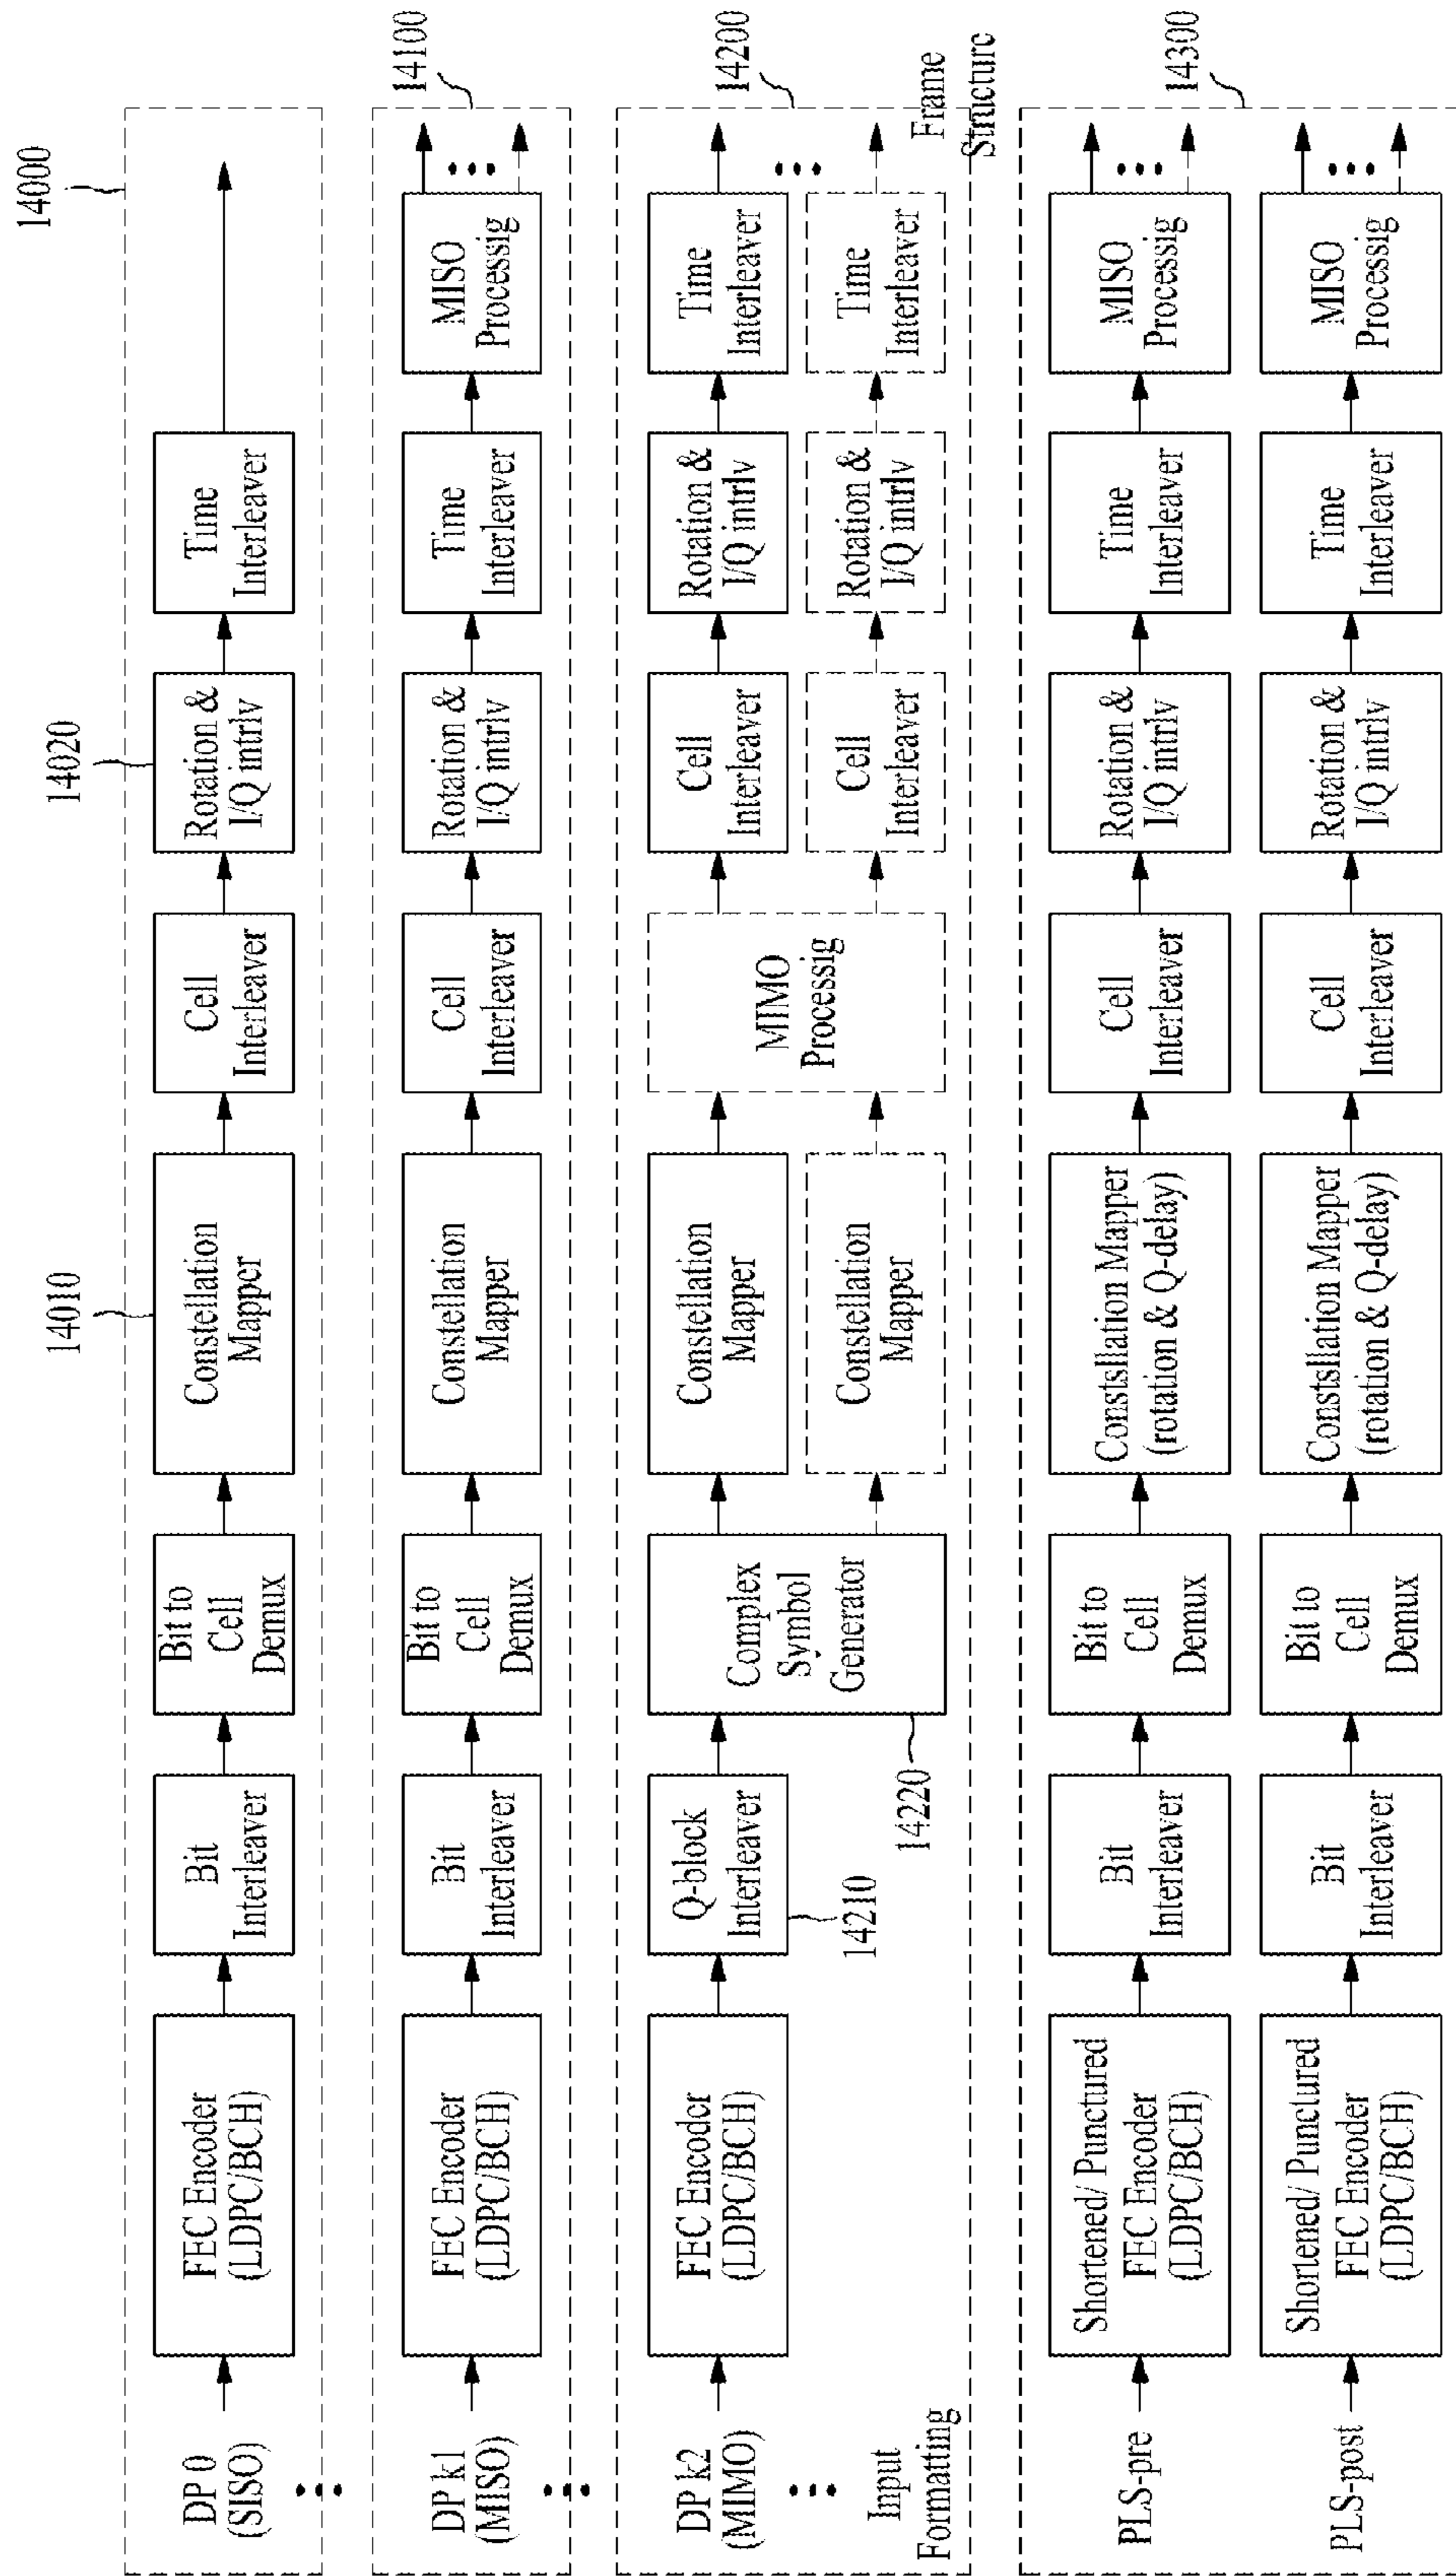 14000
14010
14020
DP 0
(SISO)
FEC Encoder
(LDPC/BCH)
Bit
Interleaver
Bit to
Cell
Demux
Constellation
Mapper
Cell
Interleaver
Rotation &
I/Q intrlv
Time
Interleaver
14100
DP k1
(MISO)
FEC Encoder
(LDPC/BCH)
Bit
Interleaver
Bit to
Cell
Demux
Constellation
Mapper
Cell
Interleaver
Rotation &
I/Q intrlv
Time
Interleaver
MISO
Processig
14200
DP k2
(MIMO)
FEC Encoder
(LDPC/BCH)
Q-block
Interleaver
14210
Complex
Symbol
Generator
14220
Constellation
Mapper
Constellation
Mapper
MIMO
Processig
Cell
Interleaver
Cell
Interleaver
Rotation &
I/Q intrlv
Rotation &
I/Q intrlv
Time
Interleaver
Time
Interleaver
Input
Formatting
Frame
Structure
14300
PLS-pre
Shortened/ Punctured
FEC Encoder
(LDPC/BCH)
Bit
Interleaver
Bit to
Cell
Demux
Constsllation Mapper
(rotation & Q-delay)
Cell
Interleaver
Rotation &
I/Q intrlv
Time
Interleaver
MISO
Processig
PLS-post
Shortened/ Punctured
FEC Encoder
(LDPC/BCH)
Bit
Interleaver
Bit to
Cell
Demux
Constsllation Mapper
(rotation & Q-delay)
Cell
Interleaver
Rotation &
I/Q intrlv
Time
Interleaver
MISO
Processig